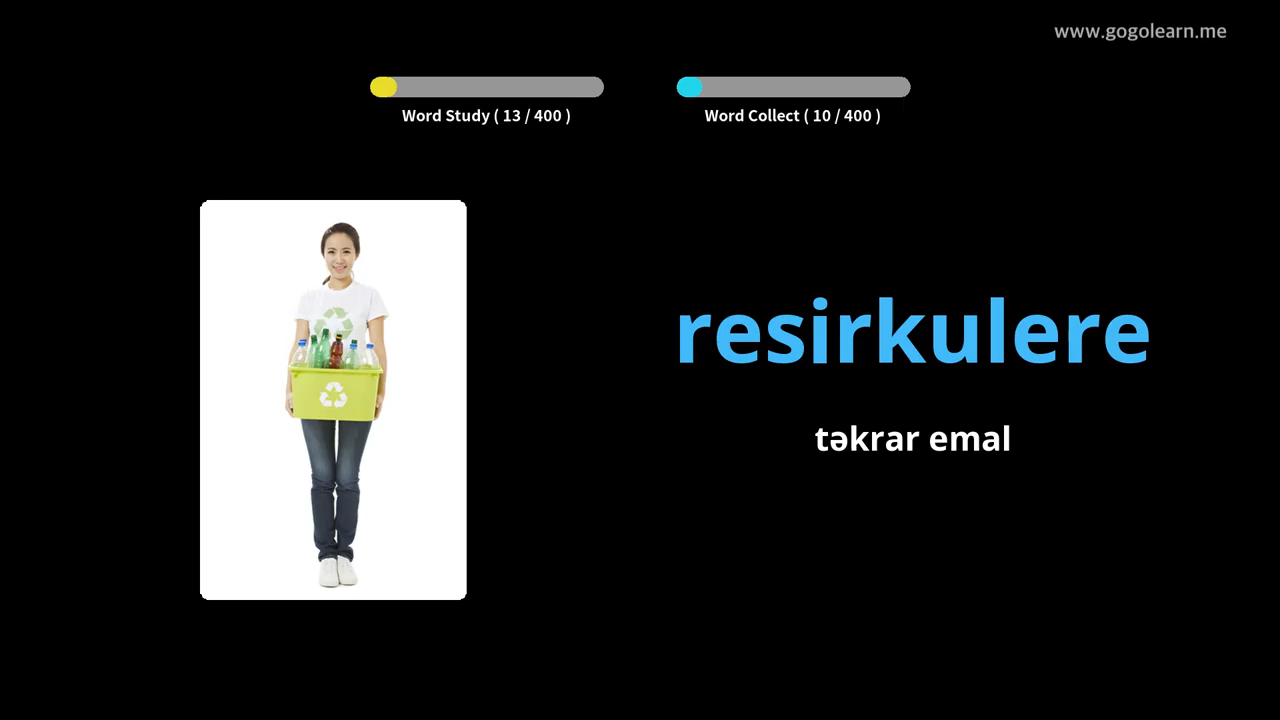 www.gogolearn.me
Word Study ( 13 / 400 )
Word Collect ( 10 / 400 )
resirkulere
təkrar emal